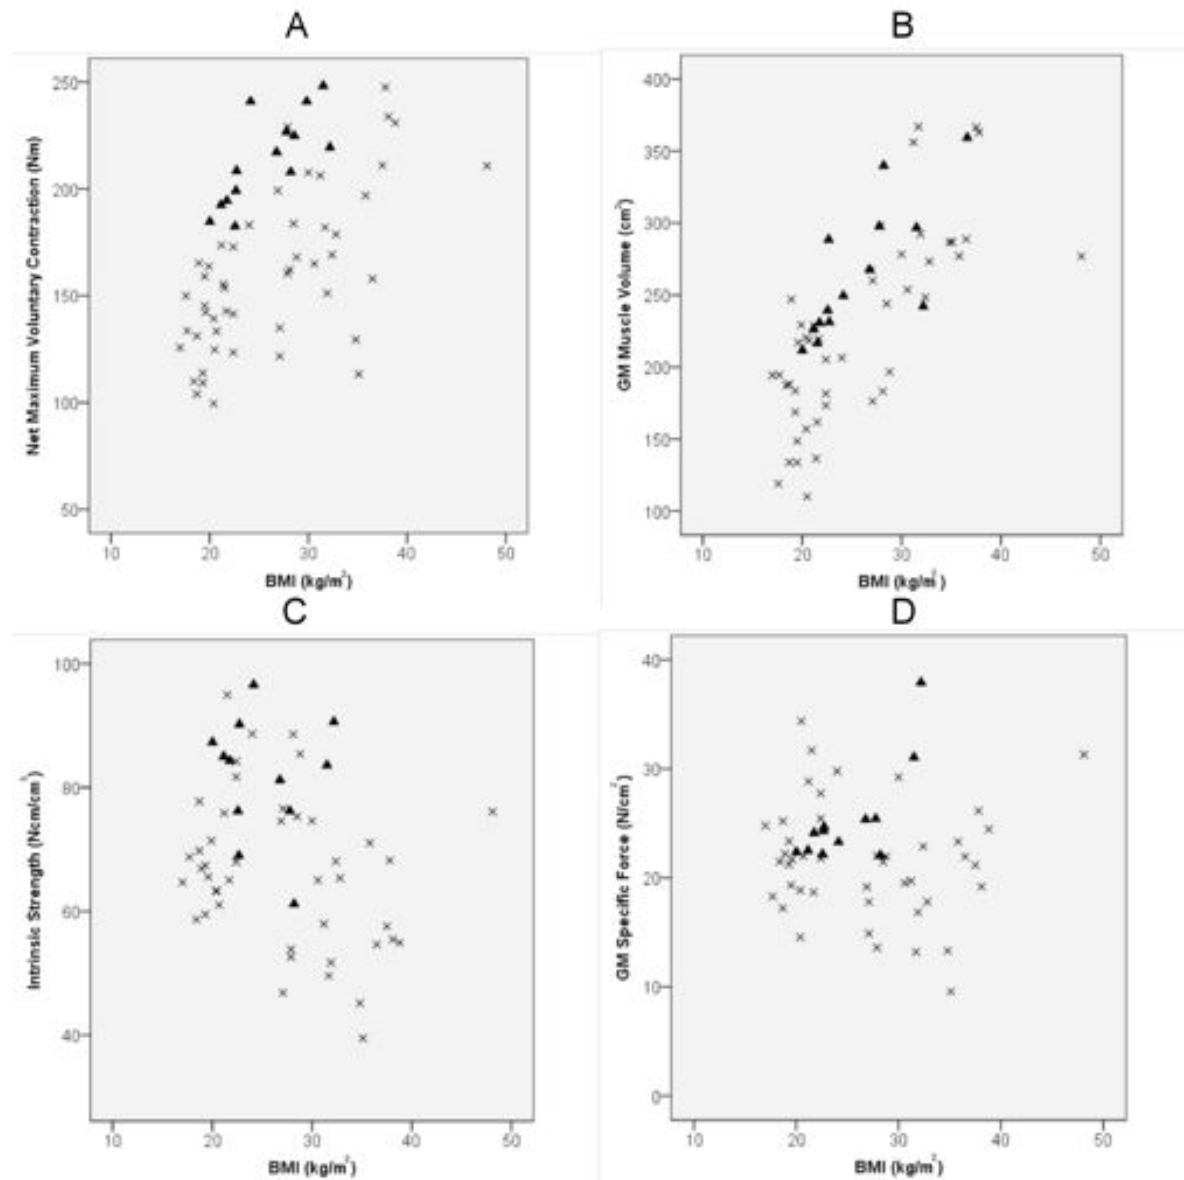 A
B
Net Maximum Voluntary Contraction (Nm)
250
200
150
100
50
10 20 30 40 50
BMI (kg/m²)
GM Muscle Volume (cm³)
400
350
300
250
200
150
100
10 20 30 40 50
BMI (kg/m²)
C
D
Intrinsic Strength (Ncm/cm³)
100
80
60
40
10 20 30 40 50
BMI (kg/m²)
GM Specific Force (N/cm²)
40
30
20
10
0
10 20 30 40 50
BMI (kg/m²)